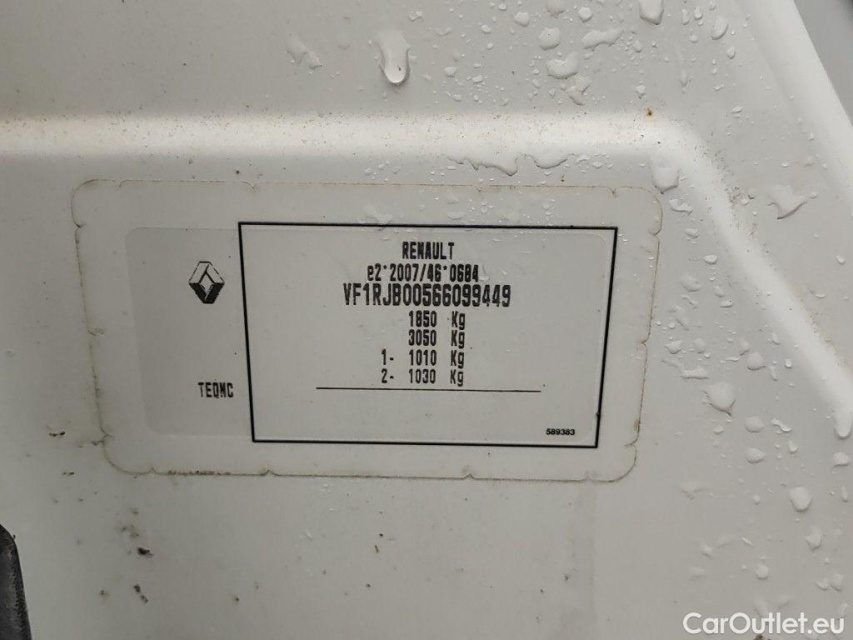 RENAULT
e2*2007/46*0684
VF1RJB00566099449
1850 Kg
3050 Kg
1- 1010 Kg
2- 1030 Kg
TEQMC
589383
CarOutlet.eu